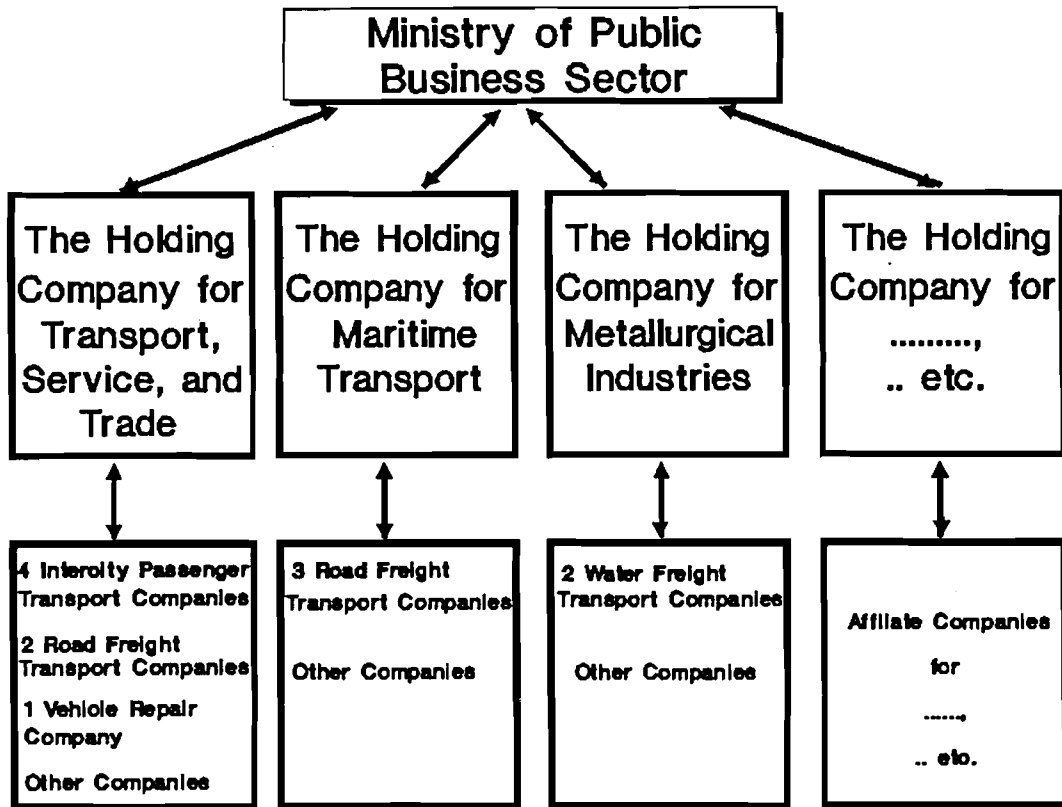 Ministry of Public
Business Sector
The Holding
Company for
Transport,
Service, and
Trade
The Holding
Company for
Maritime
Transport
The Holding
Company for
Metallurgical
Industries
The Holding
Company for
.........,
.. etc.
4 Intercity Passenger
Transport Companies
2 Road Freight
Transport Companies
1 Vehicle Repair
Company
Other Companies
3 Road Freight
Transport Companies
Other Companies
2 Water Freight
Transport Companies
Other Companies
Affiliate Companies
for
......,
.. etc.